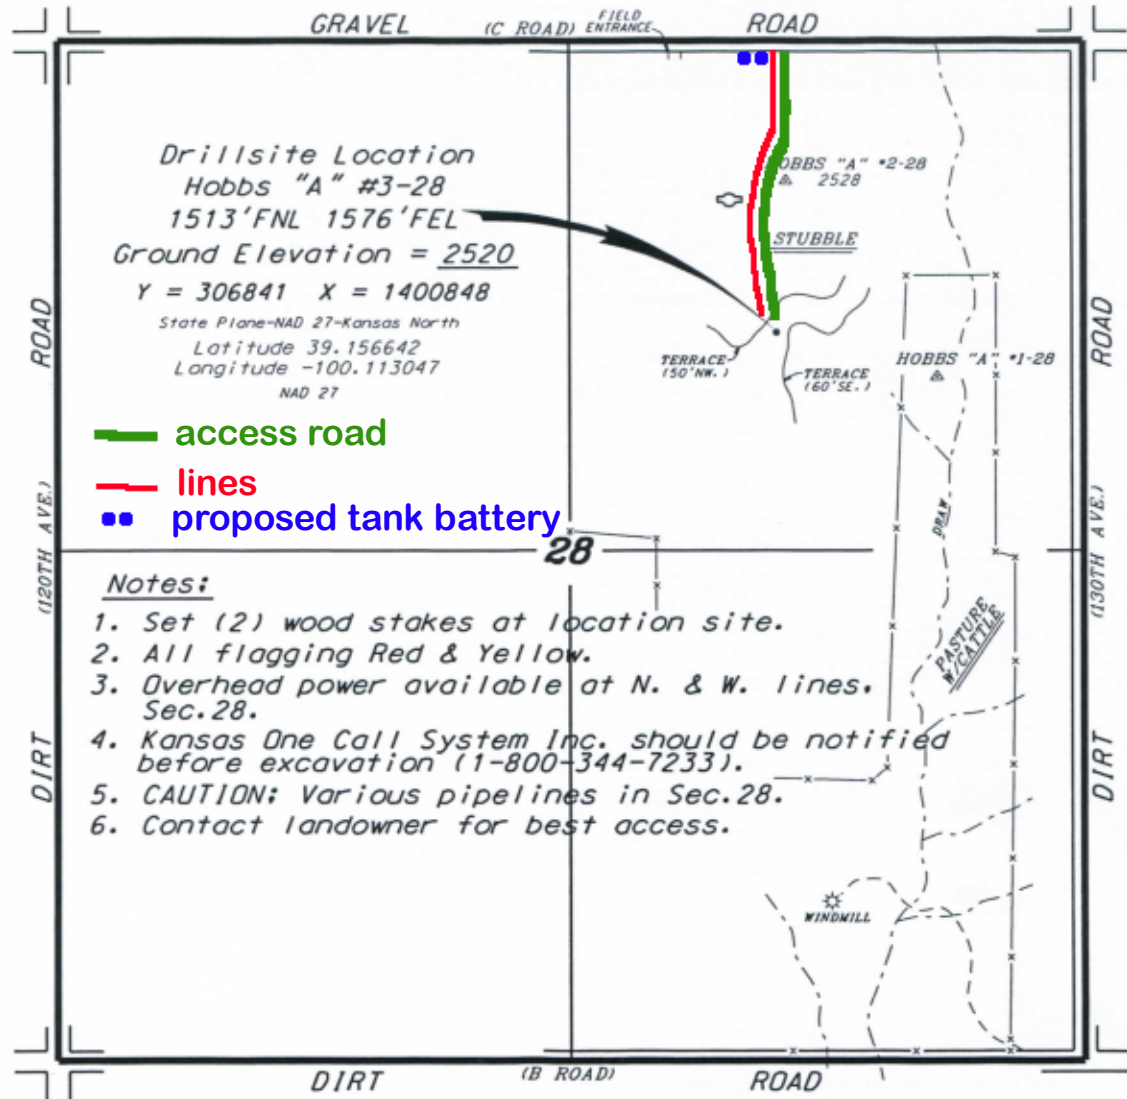 GRAVEL (C ROAD) FIELD ENTRANCE ROAD
Drillsite Location
Hobbs "A" #3-28
1513'FNL 1576'FEL
Ground Elevation = 2520
Y = 306841 X = 1400848
State Plane-NAD 27-Kansas North
Latitude 39.156642
Longitude -100.113047
NAD 27
access road
lines
proposed tank battery
HOBBS "A" #2-28
2528
STUBBLE
TERRACE
(50'NW.)
TERRACE
(60'SE.)
HOBBS "A" #1-28
DRAW
PASTURE
W/CATTLE
28
Notes:
1. Set (2) wood stakes at location site.
2. All flagging Red & Yellow.
3. Overhead power available at N. & W. lines,
Sec.28.
4. Kansas One Call System Inc. should be notified
before excavation (1-800-344-7233).
5. CAUTION: Various pipelines in Sec.28.
6. Contact landowner for best access.
WINDMILL
DIRT (120TH AVE.) ROAD
DIRT (130TH AVE.) ROAD
DIRT (B ROAD) ROAD